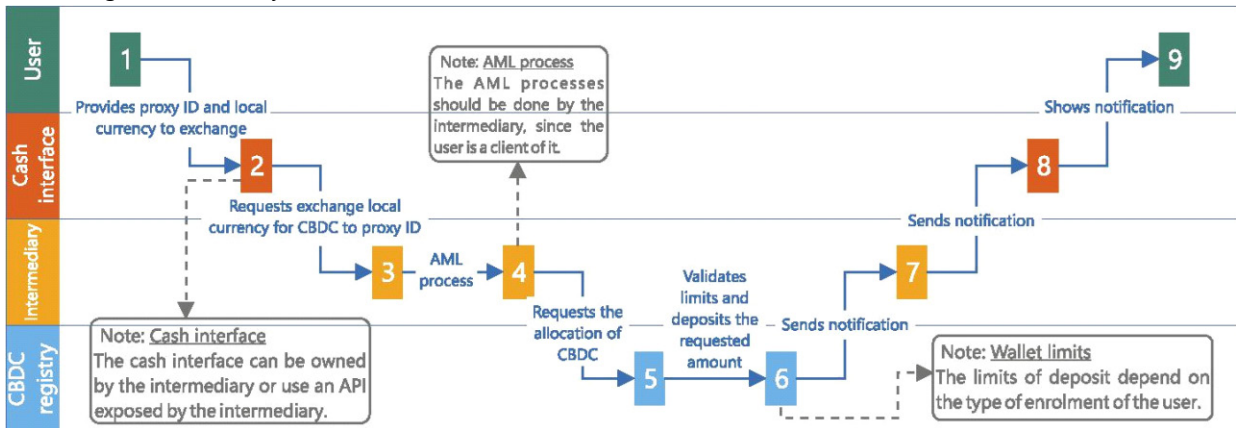 User
1
Provides proxy ID and local
currency to exchange
Note: AML process
The AML processes
should be done by the
intermediary, since the
user is a client of it.
9
Shows notification
Cash
interface
2
Requests exchange local
currency for CBDC to proxy ID
8
Sends notification
Intermediary
3
AML
process
4
Requests the
allocation of
CBDC
Validates
limits and
deposits the
requested
amount
7
Sends notification
CBDC
registry
Note: Cash interface
The cash interface can be owned
by the intermediary or use an API
exposed by the intermediary.
5
6
Note: Wallet limits
The limits of deposit depend on
the type of enrolment of the user.